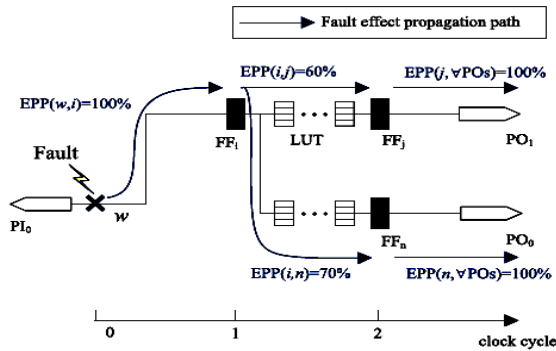 Fault effect propagation path
EPP(i,j)=60%
EPP(j,∀POs)=100%
EPP(w,i)=100%
FFi
LUT
FFj
PO1
Fault
w
PI0
FFn
PO0
EPP(i,n)=70%
EPP(n,∀POs)=100%
0
1
2
clock cycle